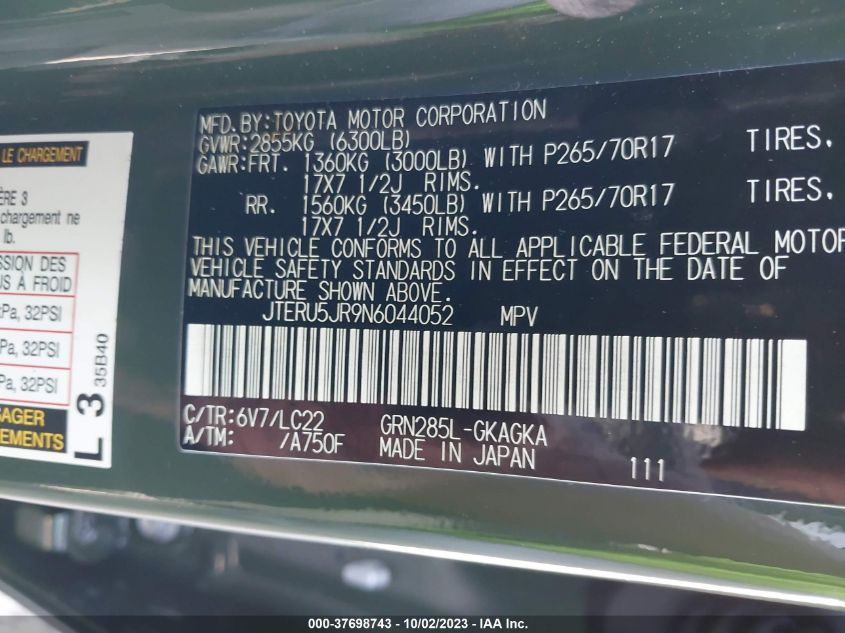 MFD.BY:TOYOTA MOTOR CORPORATION
GVWR:2855KG (6300LB)
GAWR:FRT. 1360KG (3000LB) WITH P265/70R17 TIRES.
17X7 1/2J RIMS.
RR. 1560KG (3450LB) WITH P265/70R17 TIRES.
17X7 1/2J RIMS.
THIS VEHICLE CONFORMS TO ALL APPLICABLE FEDERAL MOTOR
VEHICLE SAFETY STANDARDS IN EFFECT ON THE DATE OF
MANUFACTURE SHOWN ABOVE.
JTERU5JR9N6044052 MPV
C/TR:6V7/LC22 GRN285L-GKAGKA
A/TM: /A750F MADE IN JAPAN
111
LE CHARGEMENT
3
chargement ne
lb.
DES
À FROID
32PSI
32PSI
32PSI
L 3 35B40
000-37698743 - 10/02/2023 - IAA Inc.